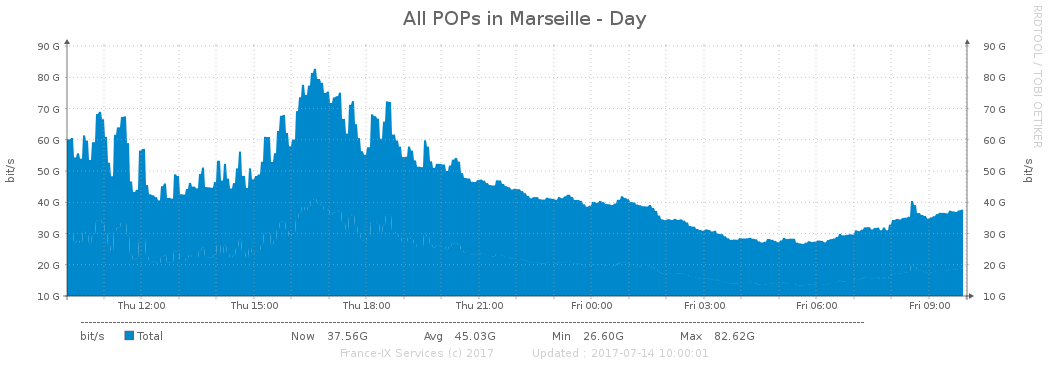 All POPs in Marseille - Day
RRDTOOL / TOBI OETIKER
90 G 90 G
80 G 80 G
70 G 70 G
60 G 60 G
50 G 50 G
40 G 40 G
30 G 30 G
20 G 20 G
10 G 10 G
bit/s bit/s
Thu 12:00 Thu 15:00 Thu 18:00 Thu 21:00 Fri 00:00 Fri 03:00 Fri 06:00 Fri 09:00
bit/s Total Now 37.56G Avg 45.03G Min 26.60G Max 82.62G
France-IX Services (c) 2017 Updated : 2017-07-14 10:00:01